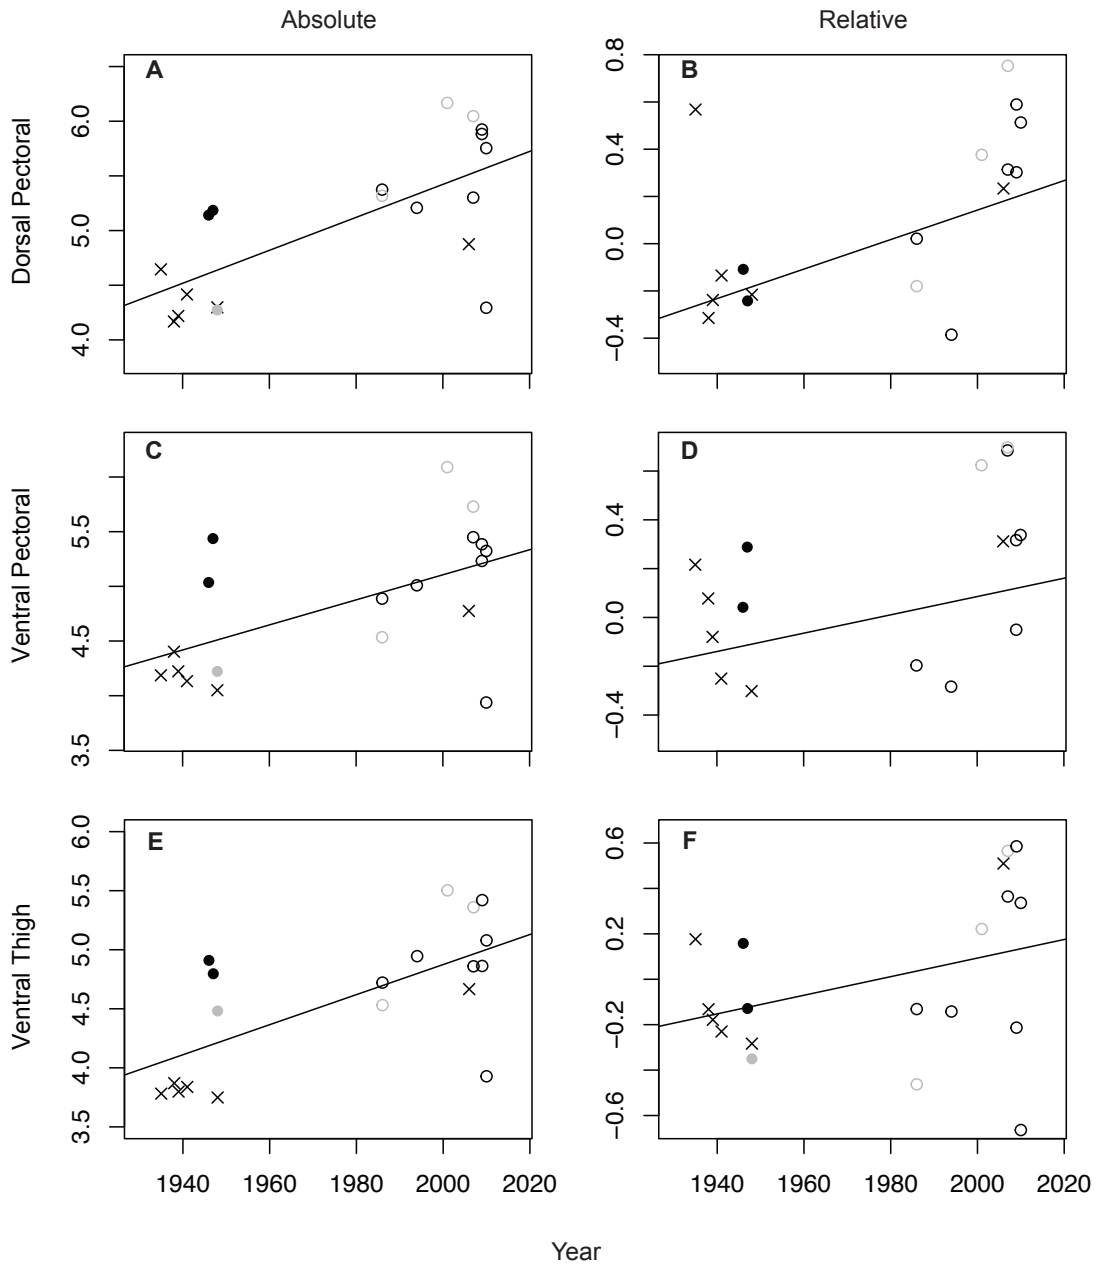 Absolute Relative
A B
Dorsal Pectoral
6.0
5.0
4.0
0.8
0.4
0.0
−0.4
C D
Ventral Pectoral
5.5
4.5
3.5
0.4
0.0
−0.4
E F
Ventral Thigh
6.0
5.5
5.0
4.5
4.0
3.5
0.6
0.2
−0.2
−0.6
1940 1960 1980 2000 2020 1940 1960 1980 2000 2020
Year